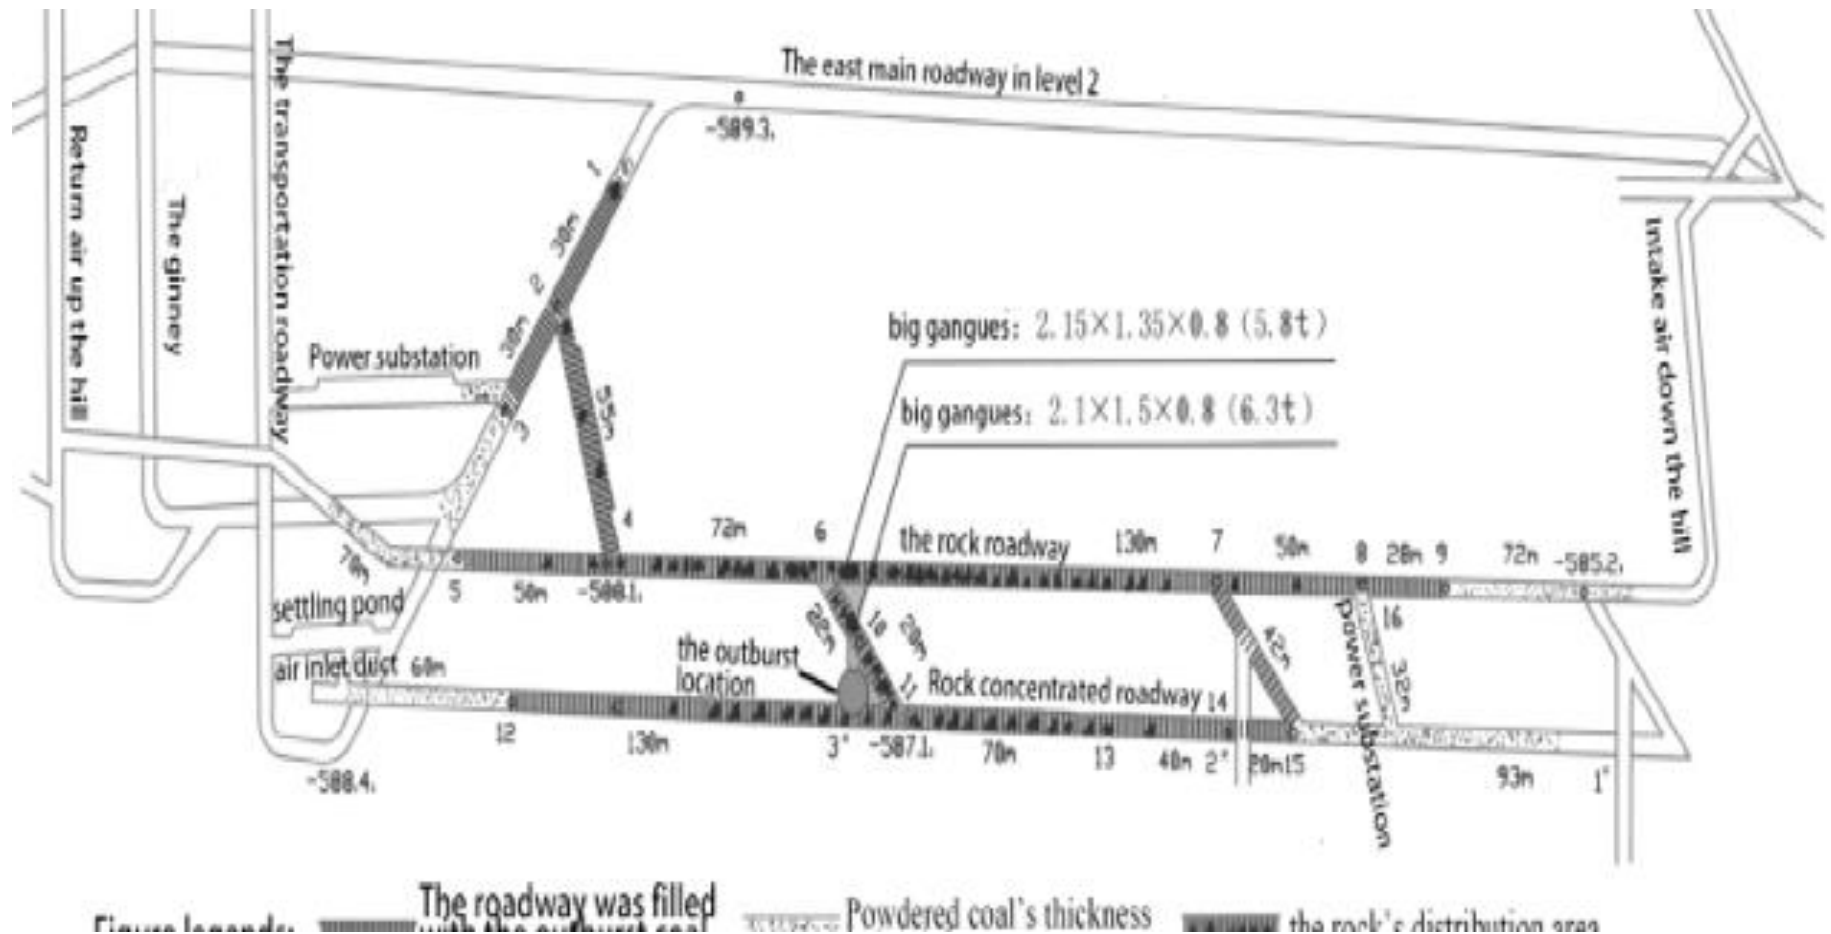 The east main roadway in level 2
-589.3.
Return air up the hill
The ginney
The transportation roadway
1
30m
2
30m
Power substation
3
55m
4
big gangues: 2.15×1.35×0.8 (5.8t)
big gangues: 2.1×1.5×0.8 (6.3t)
Intake air down the hill
72m
6
the rock roadway
130m
7
50m
8
20m
9
72m
-585.2.
70m
5
50m
-588.1.
settling pond
22m
10
20m
42m
power substation
16
32m
air inlet duct
60m
the outburst
location
11
Rock concentrated roadway
14
12
130m
3°
-587.1.
70m
13
40m
2°
20m
15
93m
1°
-588.4.
Figure legends:
The roadway was filled
with the outburst coal
Powdered coal's thickness
the rock's distribution area